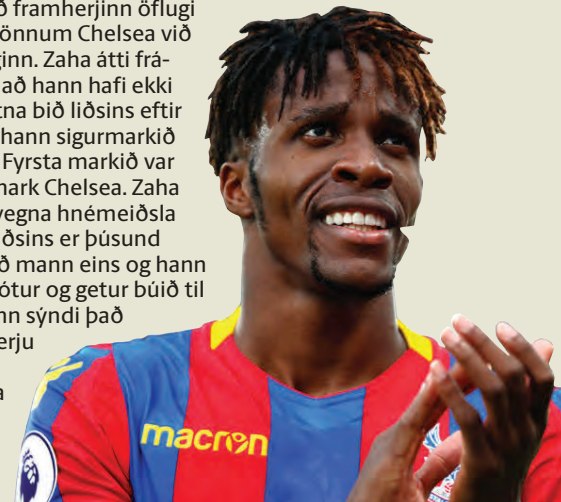 ð framherjinn öflugi
önnum Chelsea við
ginn. Zaha átti frá-
að hann hafi ekki
tna bið liðsins eftir
hann sigurmarkið
Fyrsta markið var
mark Chelsea. Zaha
vegna hnémeiðsla
ðsins er þúsund
ð mann eins og hann
ótur og getur búið til
nn sýndi það
erju
a
macron